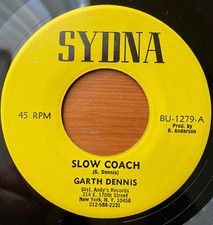 SYDNA
45 RPM
BU-1279-A
Prod. by
R. Anderson
SLOW COACH
(G. Dennis)
GARTH DENNIS
Dist. Andy's Records
214 E. 170th Street
New York, N. Y. 10456
212-588-2231